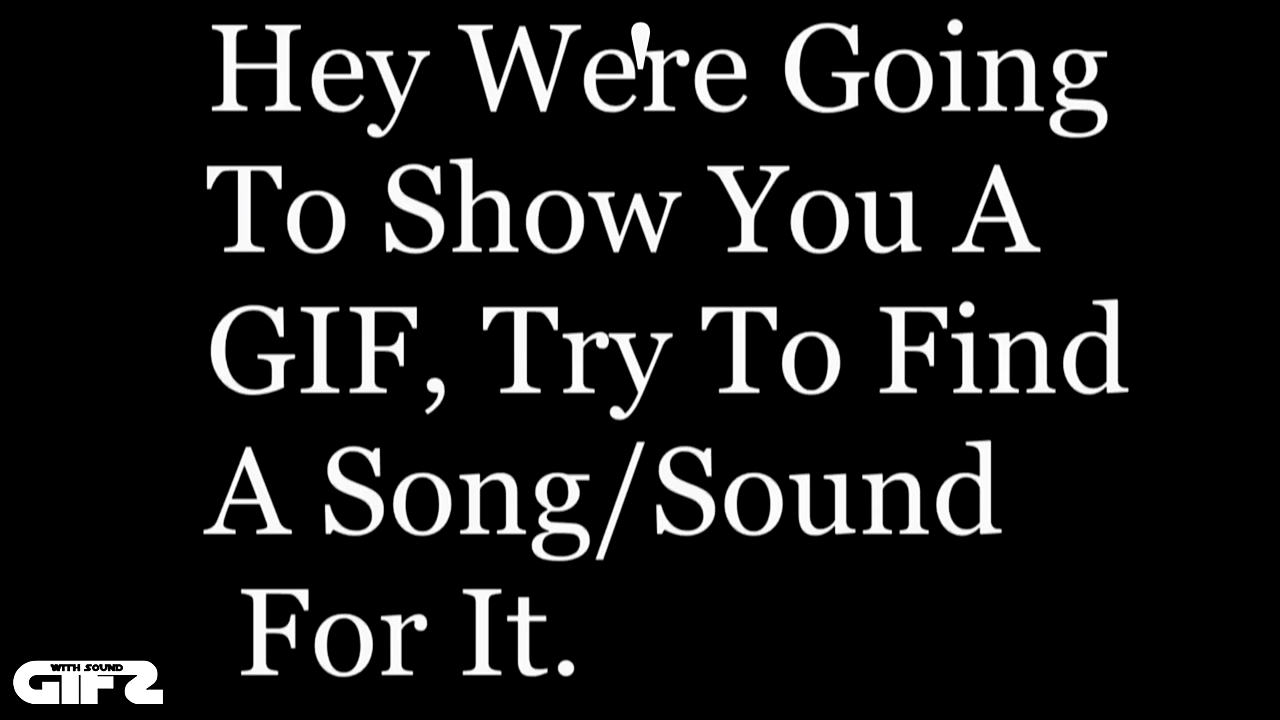 Hey We're Going
To Show You A
GIF, Try To Find
A Song/Sound
For It.
WITH SOUND
GIFZ